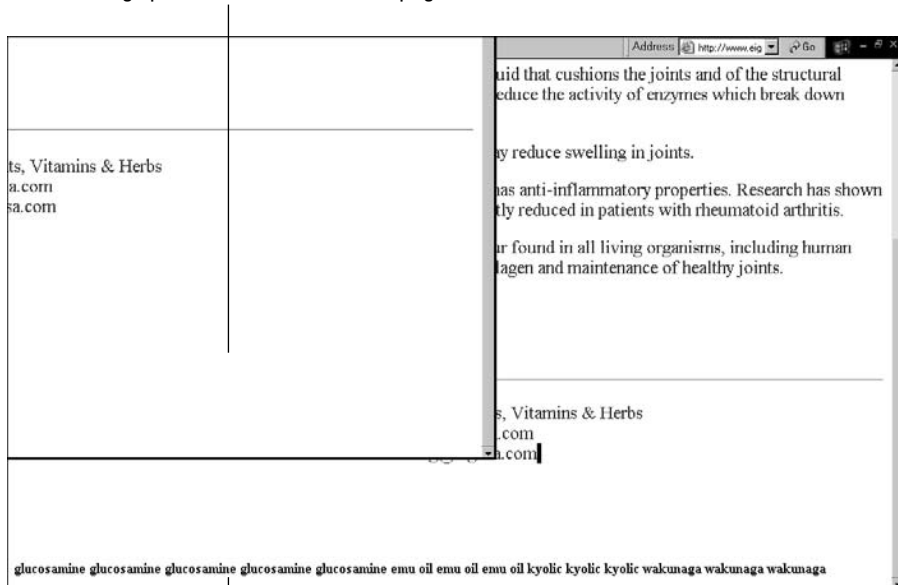 Address http://www.eig Go
uid that cushions the joints and of the structural
educe the activity of enzymes which break down
ay reduce swelling in joints.
ts, Vitamins & Herbs
a.com
sa.com
has anti-inflammatory properties. Research has shown
tly reduced in patients with rheumatoid arthritis.
ar found in all living organisms, including human
lagen and maintenance of healthy joints.
s, Vitamins & Herbs
.com
a.com
glucosamine glucosamine glucosamine glucosamine glucosamine emu oil emu oil emu oil kyolic kyolic kyolic wakunaga wakunaga wakunaga